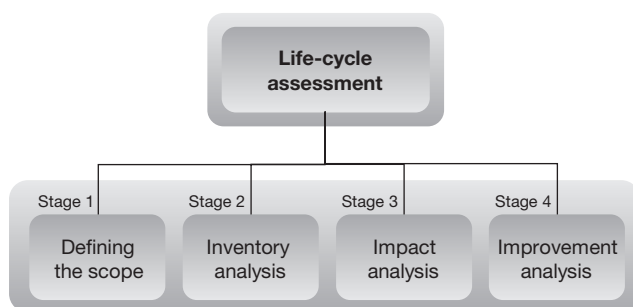 Life-cycle
assessment
Stage 1
Stage 2
Stage 3
Stage 4
Defining
the scope
Inventory
analysis
Impact
analysis
Improvement
analysis